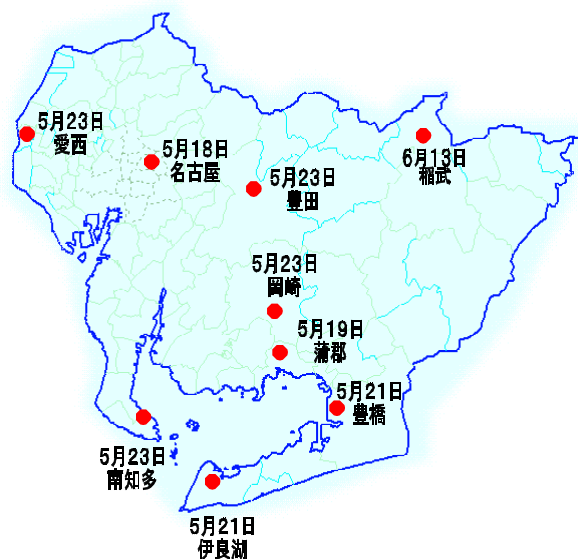 5月23日
愛西
5月18日
名古屋
5月23日
豊田
6月13日
稲武
5月23日
岡崎
5月19日
蒲郡
5月21日
豊橋
5月23日
南知多
5月21日
伊良湖